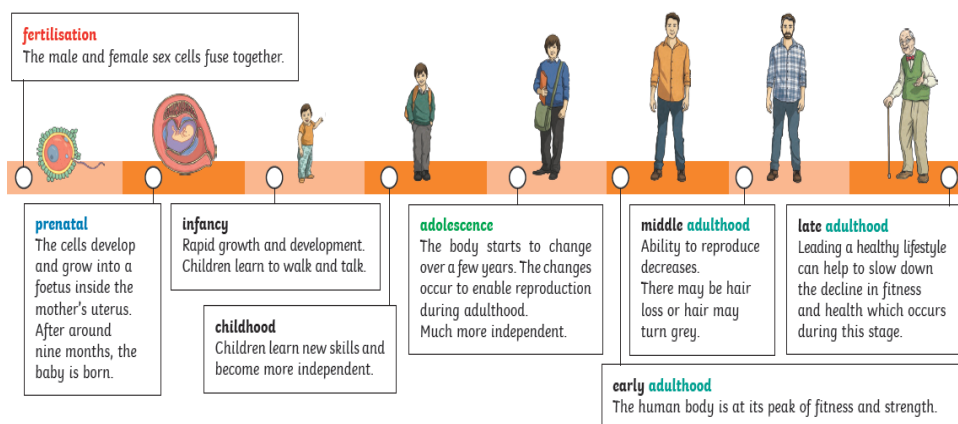 fertilisation
The male and female sex cells fuse together.
prenatal
The cells develop
and grow into a
foetus inside the
mother's uterus.
After around
nine months, the
baby is born.
infancy
Rapid growth and development.
Children learn to walk and talk.
childhood
Children learn new skills and
become more independent.
adolescence
The body starts to change
over a few years. The changes
occur to enable reproduction
during adulthood.
Much more independent.
early adulthood
The human body is at its peak of fitness and strength.
middle adulthood
Ability to reproduce
decreases.
There may be hair
loss or hair may
turn grey.
late adulthood
Leading a healthy lifestyle
can help to slow down
the decline in fitness
and health which occurs
during this stage.